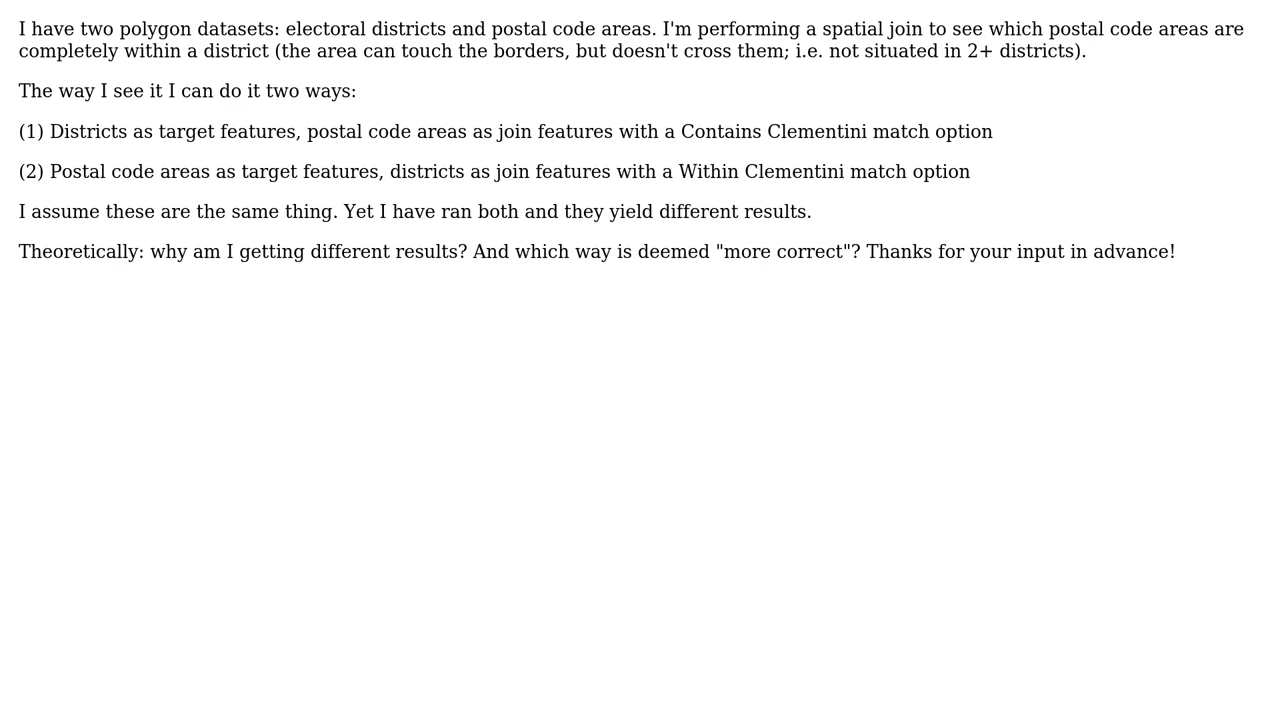 I have two polygon datasets: electoral districts and postal code areas. I'm performing a spatial join to see which postal code areas are
completely within a district (the area can touch the borders, but doesn't cross them; i.e. not situated in 2+ districts).
The way I see it I can do it two ways:
(1) Districts as target features, postal code areas as join features with a Contains Clementini match option
(2) Postal code areas as target features, districts as join features with a Within Clementini match option
I assume these are the same thing. Yet I have ran both and they yield different results.
Theoretically: why am I getting different results? And which way is deemed "more correct"? Thanks for your input in advance!